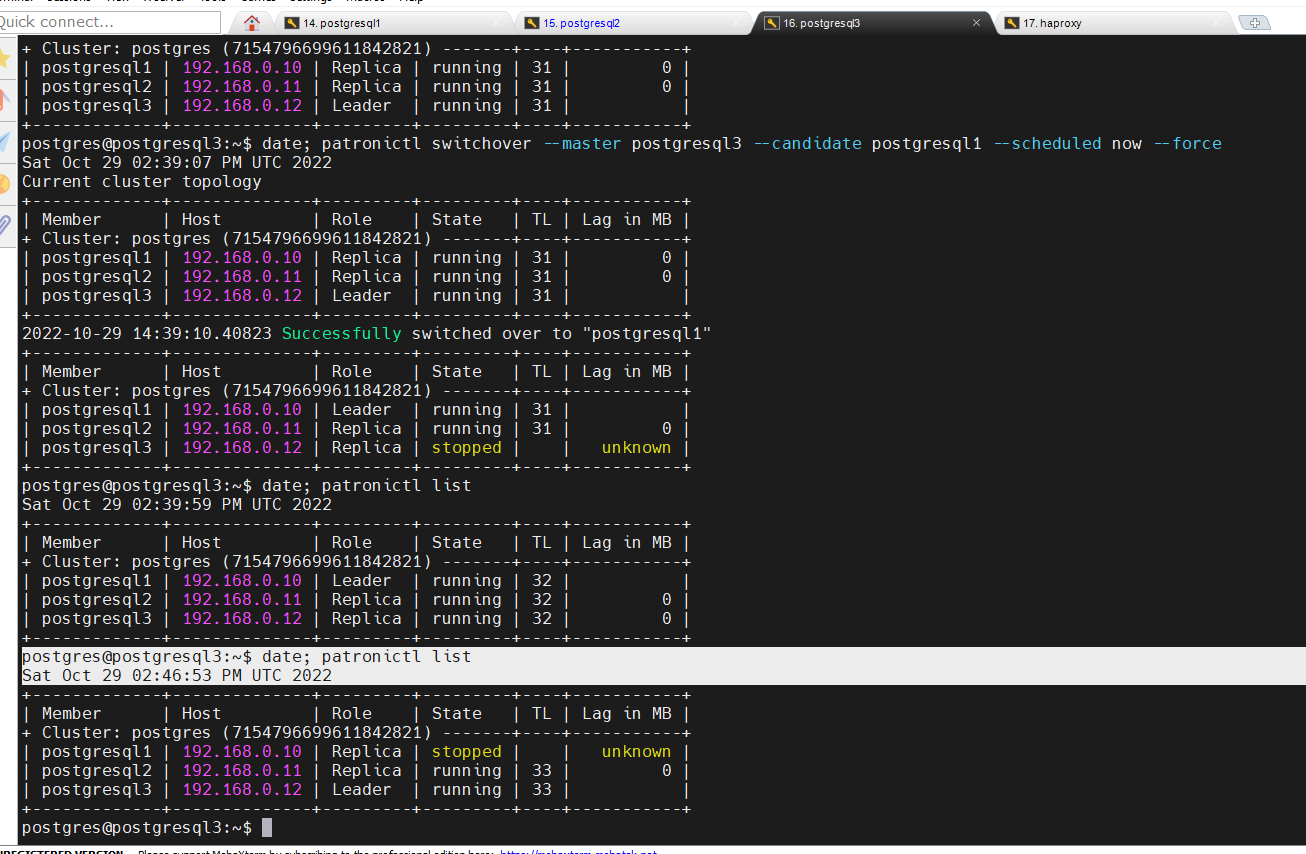 Quick connect...
14. postgresql1
15. postgresql2
16. postgresql3
17. haproxy
+ Cluster: postgres (7154796699611842821) -------+----+-----------+
| postgresql1 | 192.168.0.10 | Replica | running | 31 |         0 |
| postgresql2 | 192.168.0.11 | Replica | running | 31 |         0 |
| postgresql3 | 192.168.0.12 | Leader  | running | 31 |           |
+-------------+--------------+---------+---------+----+-----------+
postgres@postgresql3:~$ date; patronictl switchover --master postgresql3 --candidate postgresql1 --scheduled now --force
Sat Oct 29 02:39:07 PM UTC 2022
Current cluster topology
+-------------+--------------+---------+---------+----+-----------+
| Member      | Host         | Role    | State   | TL | Lag in MB |
+ Cluster: postgres (7154796699611842821) -------+----+-----------+
| postgresql1 | 192.168.0.10 | Replica | running | 31 |         0 |
| postgresql2 | 192.168.0.11 | Replica | running | 31 |         0 |
| postgresql3 | 192.168.0.12 | Leader  | running | 31 |           |
+-------------+--------------+---------+---------+----+-----------+
2022-10-29 14:39:10.40823 Successfully switched over to "postgresql1"
+-------------+--------------+---------+---------+----+-----------+
| Member      | Host         | Role    | State   | TL | Lag in MB |
+ Cluster: postgres (7154796699611842821) -------+----+-----------+
| postgresql1 | 192.168.0.10 | Leader  | running | 31 |           |
| postgresql2 | 192.168.0.11 | Replica | running | 31 |         0 |
| postgresql3 | 192.168.0.12 | Replica | stopped |    |   unknown |
+-------------+--------------+---------+---------+----+-----------+
postgres@postgresql3:~$ date; patronictl list
Sat Oct 29 02:39:59 PM UTC 2022
+-------------+--------------+---------+---------+----+-----------+
| Member      | Host         | Role    | State   | TL | Lag in MB |
+ Cluster: postgres (7154796699611842821) -------+----+-----------+
| postgresql1 | 192.168.0.10 | Leader  | running | 32 |           |
| postgresql2 | 192.168.0.11 | Replica | running | 32 |         0 |
| postgresql3 | 192.168.0.12 | Replica | running | 32 |         0 |
+-------------+--------------+---------+---------+----+-----------+
postgres@postgresql3:~$ date; patronictl list
Sat Oct 29 02:46:53 PM UTC 2022
+-------------+--------------+---------+---------+----+-----------+
| Member      | Host         | Role    | State   | TL | Lag in MB |
+ Cluster: postgres (7154796699611842821) -------+----+-----------+
| postgresql1 | 192.168.0.10 | Replica | stopped |    |   unknown |
| postgresql2 | 192.168.0.11 | Replica | running | 33 |         0 |
| postgresql3 | 192.168.0.12 | Leader  | running | 33 |           |
+-------------+--------------+---------+---------+----+-----------+
postgres@postgresql3:~$